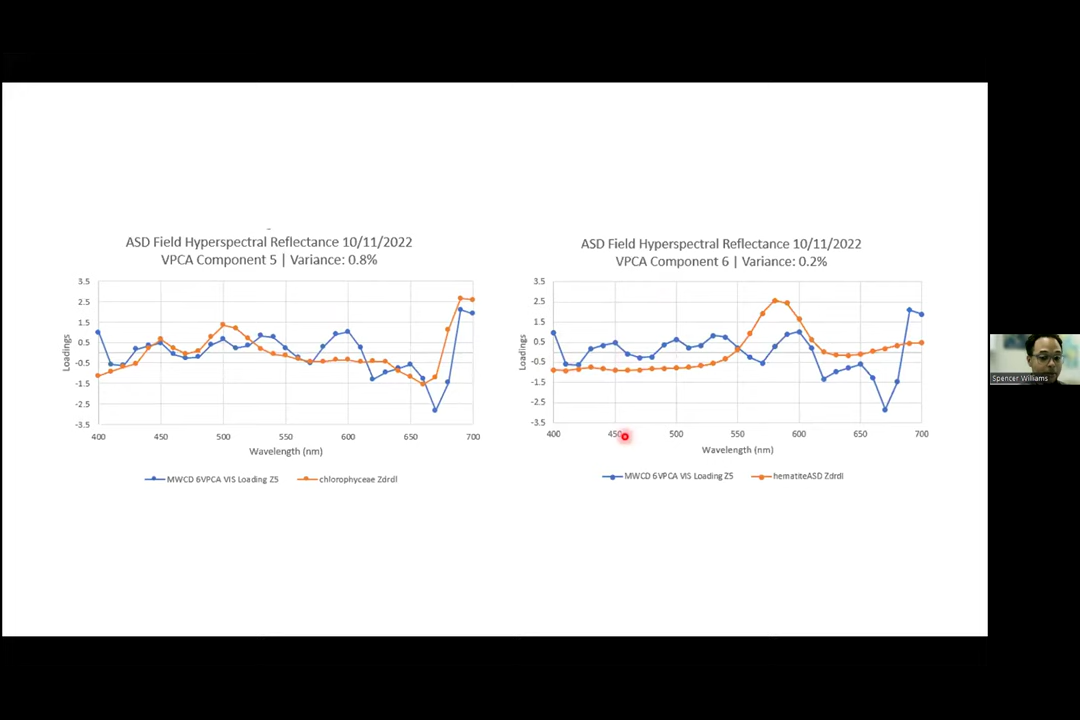 ASD Field Hyperspectral Reflectance 10/11/2022
VPCA Component 5 | Variance: 0.8%
3.5
2.5
1.5
0.5
-0.5
-1.5
-2.5
-3.5
Loadings
400 450 500 550 600 650 700
Wavelength (nm)
MWCD 6VPCA VIS Loading Z5 chlorophyceae Zdrdl
ASD Field Hyperspectral Reflectance 10/11/2022
VPCA Component 6 | Variance: 0.2%
3.5
2.5
1.5
0.5
-0.5
-1.5
-2.5
-3.5
Loadings
400 450 500 550 600 650 700
Wavelength (nm)
MWCD 6VPCA VIS Loading Z5 hematiteASD Zdrdl
Spencer Williams